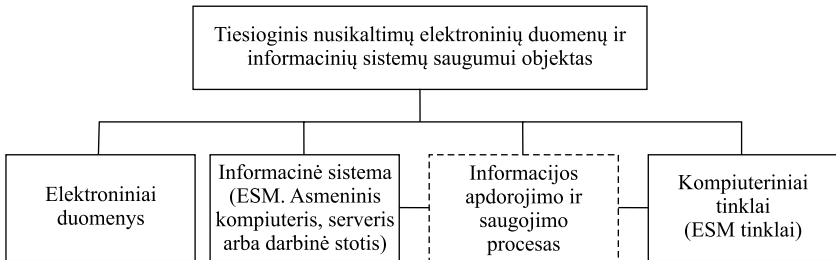 Tiesioginis nusikaltimų elektroninių duomenų ir
informacinių sistemų saugumui objektas
Elektroniniai
duomenys
Informacinė sistema
(ESM. Asmeninis
kompiuteris, serveris
arba darbinė stotis)
Informacijos
apdorojimo ir
saugojimo
procesas
Kompiuteriniai
tinklai
(ESM tinklai)